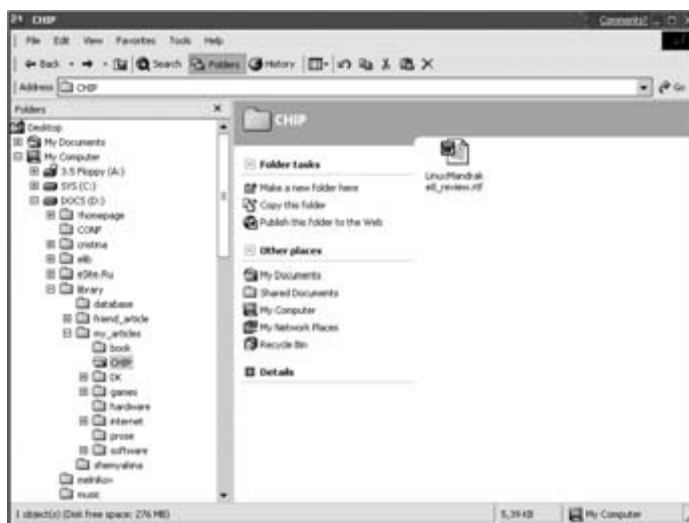 CHIP
Comments?
File Edit View Favorites Tools Help
Back Search Folders History
Address CHIP Go
Folders
Desktop
My Documents
My Computer
3.5 Floppy (A:)
SYS (C:)
DOCS (D:)
!homepage
CONF
cristina
elib
eSite.Ru
library
database
friend_article
my_articles
book
CHIP
DK
games
hardware
internet
prose
software
shemyakina
melnikov
music
CHIP
Folder tasks
Make a new folder here
Copy this folder
Publish this folder to the Web
Other places
My Documents
Shared Documents
My Computer
My Network Places
Recycle Bin
Details
LinuxMandrak
e8_review.rtf
1 object(s) (Disk free space: 276 MB)
5,39 KB
My Computer